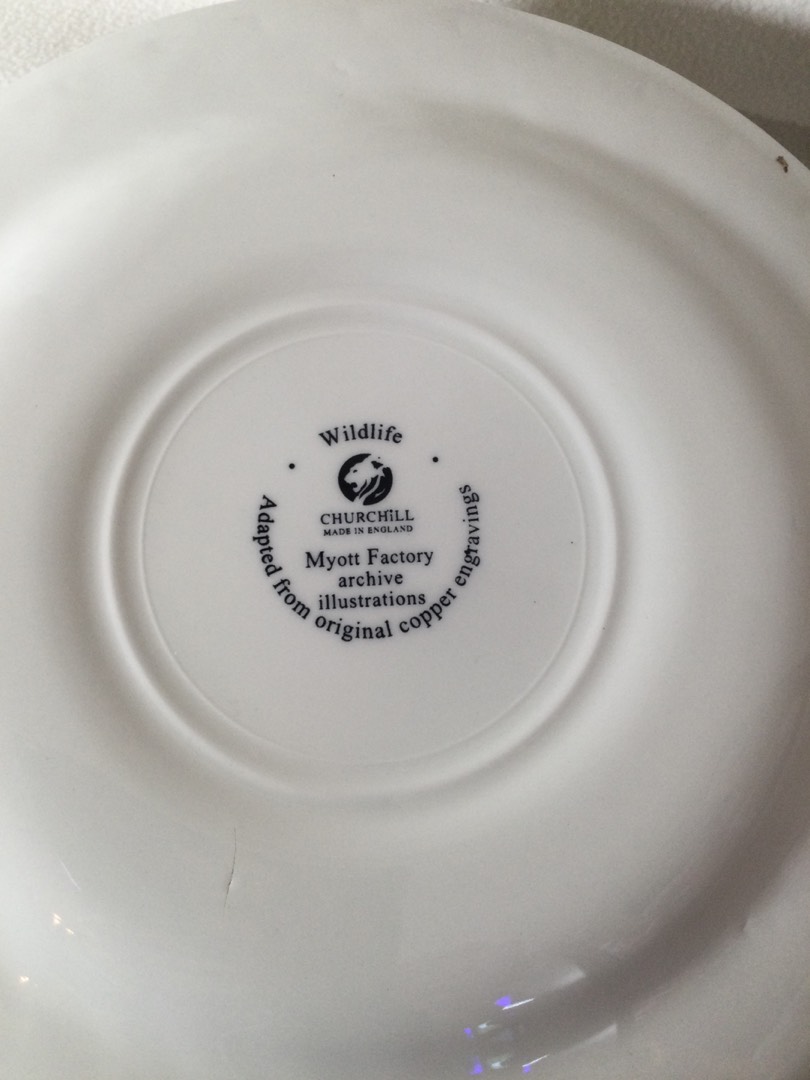 Wildlife
CHURCHiLL
MADE IN ENGLAND
Myott Factory
archive
illustrations
Adapted from original copper engravings